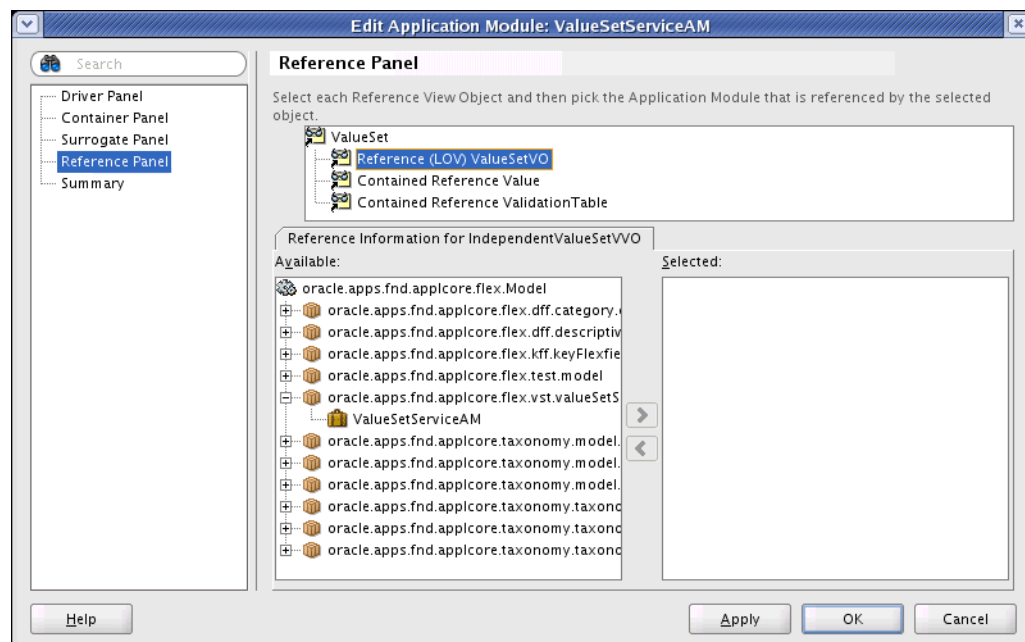 Edit Application Module: ValueSetServiceAM
Search
Driver Panel
Container Panel
Surrogate Panel
Reference Panel
Summary
Reference Panel
Select each Reference View Object and then pick the Application Module that is referenced by the selected
object.
ValueSet
Reference (LOV) ValueSetVO
Contained Reference Value
Contained Reference ValidationTable
Reference Information for IndependentValueSetVVO
Available:
oracle.apps.fnd.applcore.flex.Model
oracle.apps.fnd.applcore.flex.dff.category.
oracle.apps.fnd.applcore.flex.dff.descriptiv
oracle.apps.fnd.applcore.flex.kff.keyFlexfie
oracle.apps.fnd.applcore.flex.test.model
oracle.apps.fnd.applcore.flex.vst.valueSetS
ValueSetServiceAM
oracle.apps.fnd.applcore.taxonomy.model.
oracle.apps.fnd.applcore.taxonomy.model.
oracle.apps.fnd.applcore.taxonomy.model.
oracle.apps.fnd.applcore.taxonomy.taxono
oracle.apps.fnd.applcore.taxonomy.taxono
oracle.apps.fnd.applcore.taxonomy.taxono
Selected:
Help
Apply
OK
Cancel